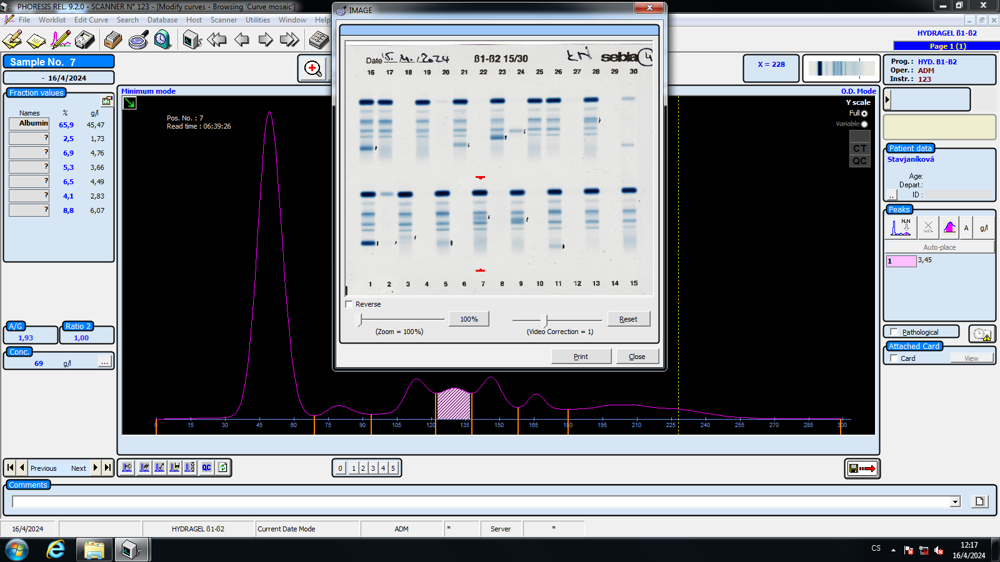 PHORESIS REL. 9.2.0 - SCANNER N° 123 - [Modify curves - Browsing 'Curve mosaic']
File Worklist Edit Curve Search Database Host Scanner Utilities Window Help
HYDRAGEL ß1-ß2
Page 1 (1)
Sample No. 7
- 16/4/2024
Fraction values
Names % g/l
Albumin 65,9 45,47
? 2,5 1,73
? 6,9 4,76
? 5,3 3,66
? 6,5 4,49
? 4,1 2,83
? 8,8 6,07
A/G
1,93
Ratio 2
1,00
Conc.
69 g/l ...
Minimum mode
O.D. Mode
Pos. No. : 7
Read time : 06:39:26
Y scale
Full
Variable
CT
QC
0 15 30 45 60 75 90 105 120 135 150 165 180 195 210 225 240 255 270 285 300
IMAGE
Date 15. 4. /2024 ß1-ß2 15/30 sebia 4
16 17 18 19 20 21 22 23 24 25 26 27 28 29 30
1 2 3 4 5 6 7 8 9 10 11 12 13 14 15
Reverse
100%
Reset
(Zoom = 100%)
(Video Correction = 1)
Print
Close
X = 228
Prog. : HYD. B1-B2
Oper. : ADM
Instr. : 123
Patient data
Stavjaníková
Age:
Depart.:
.. ID :
Peaks
N.N
A
g/l
Auto-place
1 3,45
Pathological
Attached Card
Card
View
Previous Next
QC
0 1 2 3 4 5
Comments
16/4/2024 HYDRAGEL ß1-ß2 Current Date Mode ADM * Server *
CS
12:17
16/4/2024